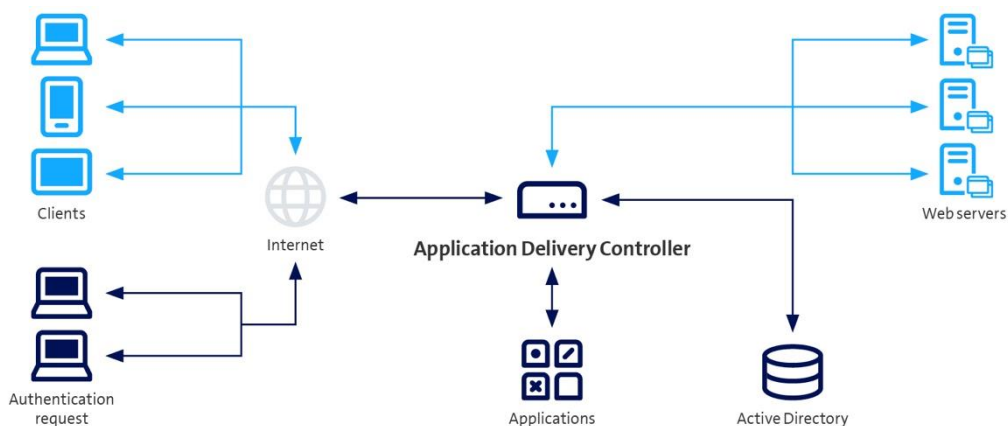 Clients
Web servers
Internet
Application Delivery Controller
Authentication
request
Applications
Active Directory